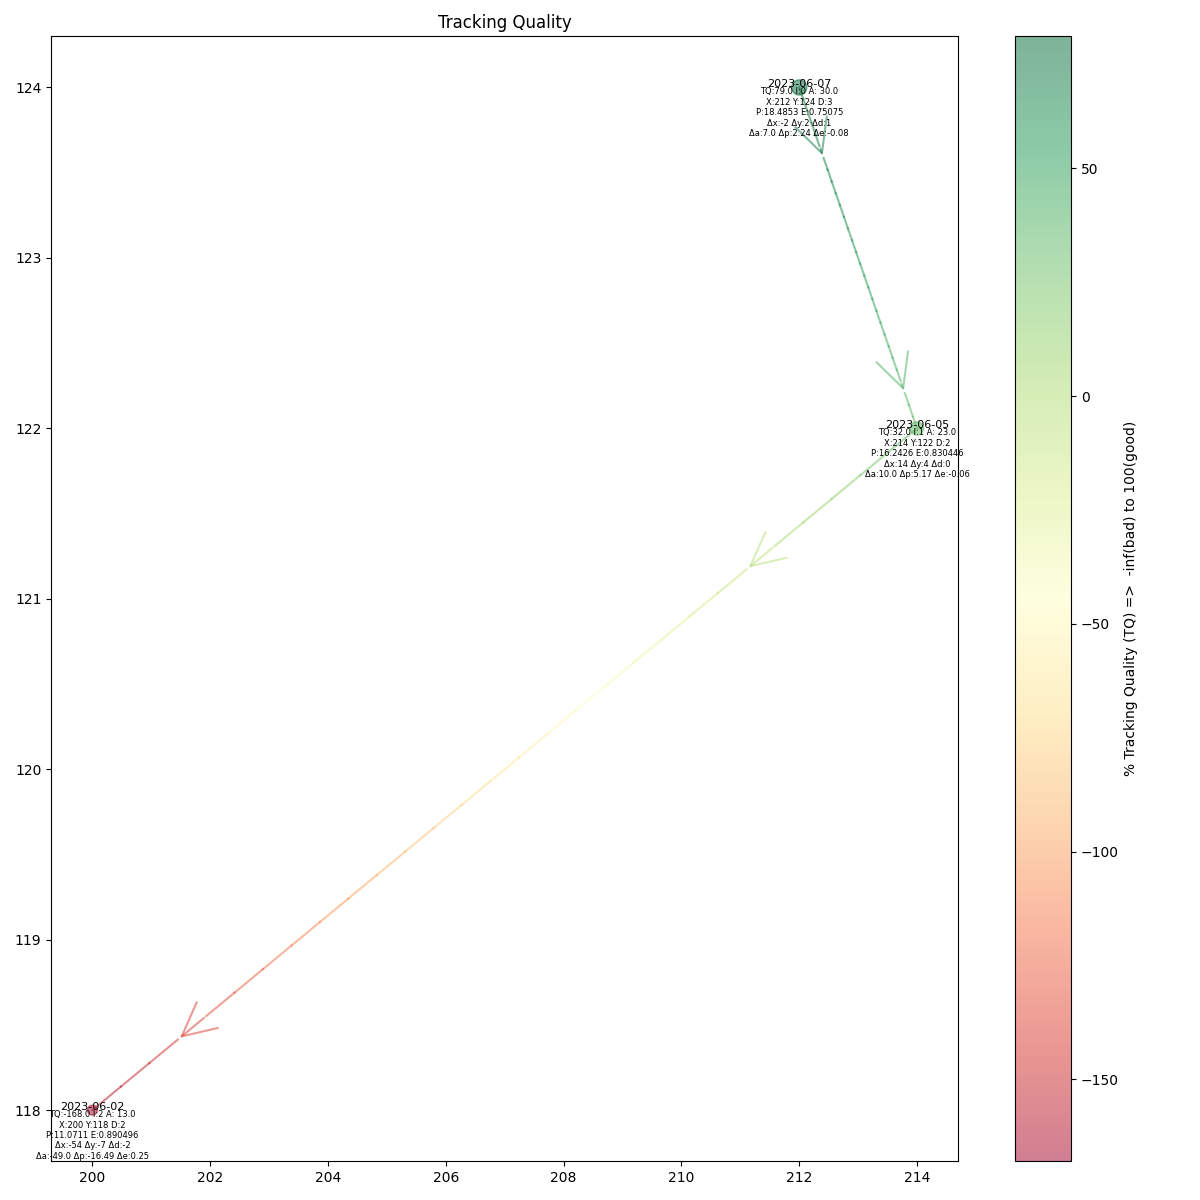 Tracking Quality
124
123
122
121
120
119
118
200
202
204
206
208
210
212
214
2023-06-07
TQ:79.0 I:0 A: 30.0
X:212 Y:124 D:3
P:18.4853 E:0.75075
Δx:-2 Δy:2 Δd:1
Δa:7.0 Δp:2.24 Δe:-0.08
2023-06-05
TQ:32.0 I:1 A: 23.0
X:214 Y:122 D:2
P:16.2426 E:0.830446
Δx:14 Δy:4 Δd:0
Δa:10.0 Δp:5.17 Δe:-0.06
2023-06-02
TQ:-168.0 I:2 A: 13.0
X:200 Y:118 D:2
P:11.0711 E:0.890496
Δx:-54 Δy:-7 Δd:-2
Δa:-49.0 Δp:-16.49 Δe:0.25
50
0
−50
−100
−150
% Tracking Quality (TQ) => -inf(bad) to 100(good)